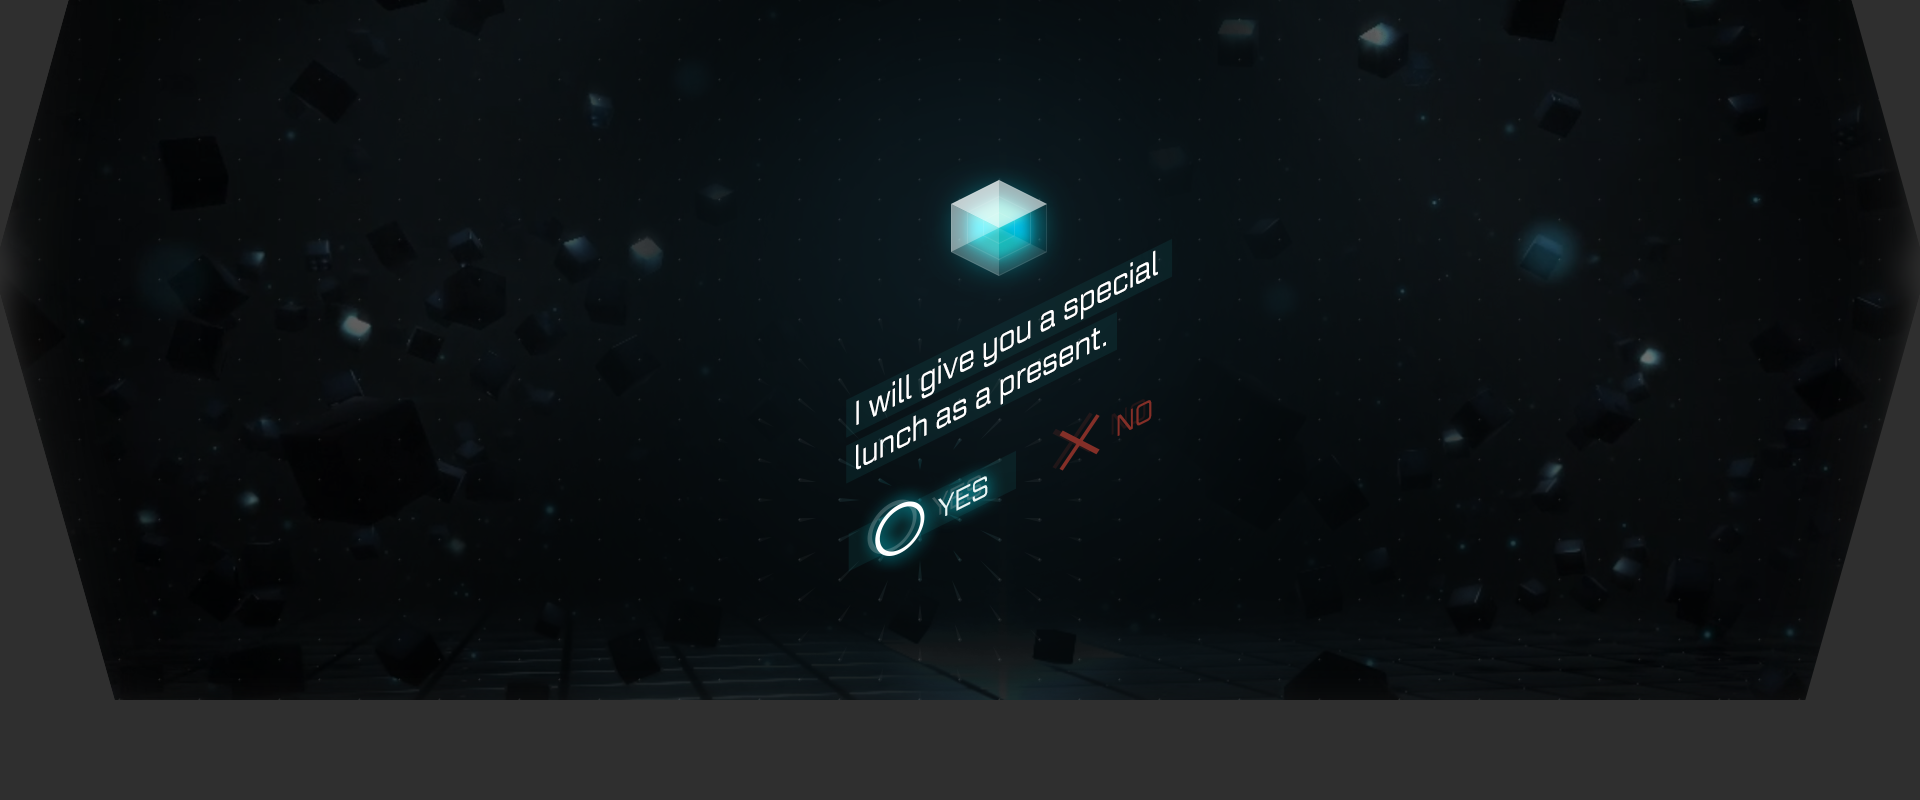 I will give you a special
lunch as a present.
YES
NO